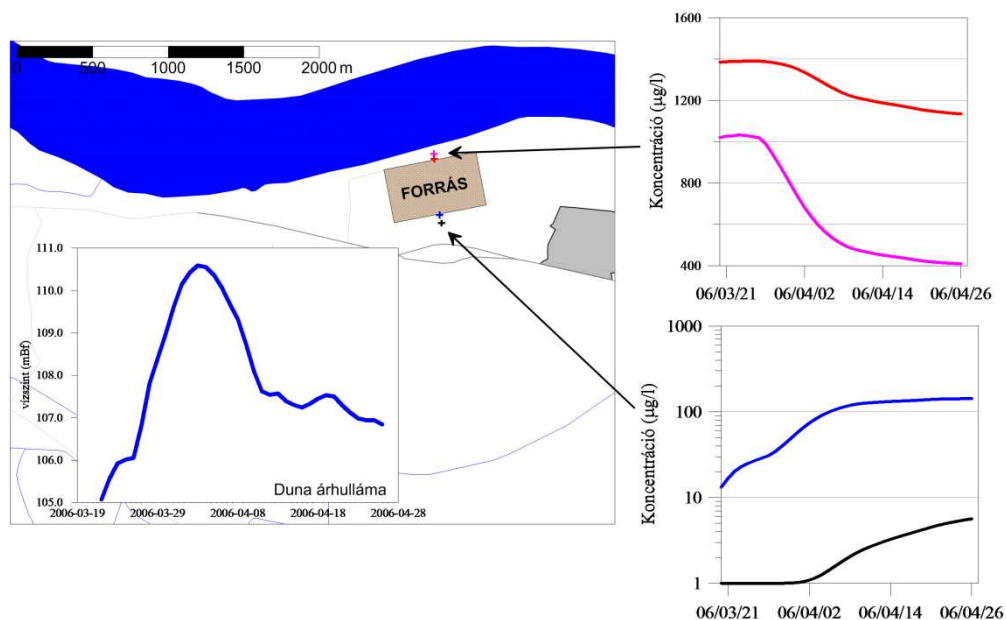 0 500 1000 1500 2000 m
FORRÁS
111.0
110.0
109.0
108.0
107.0
106.0
105.0
vízszint (mBf)
2006-03-19 2006-03-29 2006-04-08 2006-04-18 2006-04-28
Duna árhulláma
1600
1200
800
400
Koncentráció (µg/l)
06/03/21 06/04/02 06/04/14 06/04/26
1000
100
10
1
Koncentráció (µg/l)
06/03/21 06/04/02 06/04/14 06/04/26